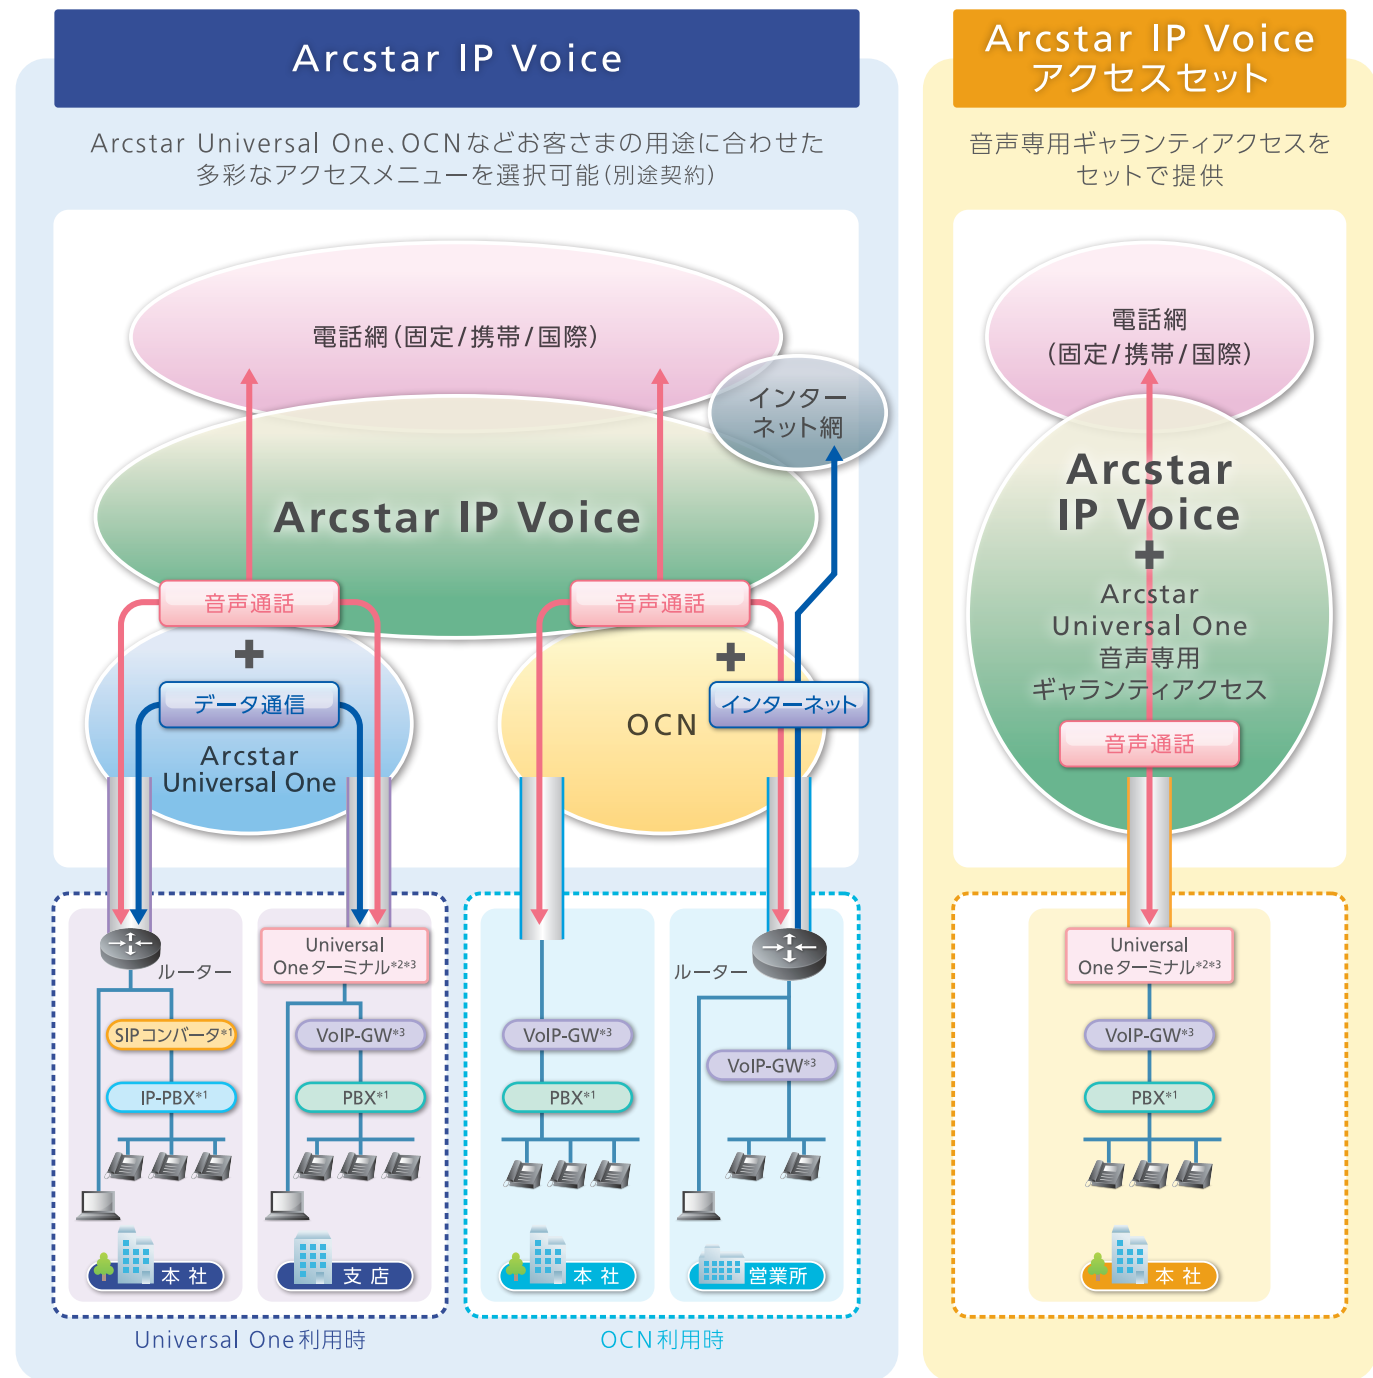 Arcstar IP Voice
Arcstar Universal One、OCNなどお客さまの用途に合わせた
多彩なアクセスメニューを選択可能(別途契約)
電話網(固定/携帯/国際)
インター
ネット網
Arcstar IP Voice
音声通話
音声通話
データ通信
インターネット
Arcstar
Universal One
OCN
ルーター
SIPコンバータ*1
IP-PBX*1
本社
Universal
Oneターミナル*2*3
VoIP-GW*3
PBX*1
支店
Universal One利用時
VoIP-GW*3
PBX*1
本社
ルーター
VoIP-GW*3
営業所
OCN利用時
Arcstar IP Voice
アクセスセット
音声専用ギャランティアクセスを
セットで提供
電話網
(固定/携帯/国際)
Arcstar
IP Voice
Arcstar
Universal One
音声専用
ギャランティアクセス
音声通話
Universal
Oneターミナル*2*3
VoIP-GW*3
PBX*1
本社